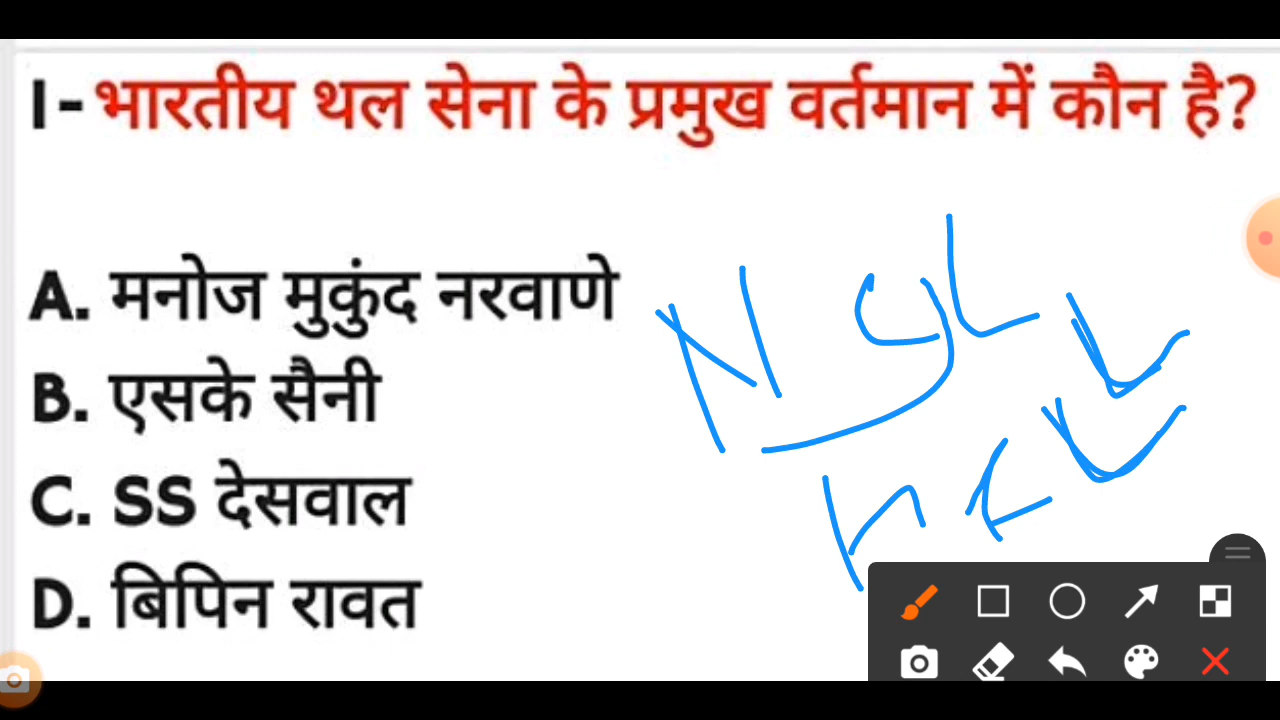 1- भारतीय थल सेना के प्रमुख वर्तमान में कौन है?
A. मनोज मुकुंद नरवाणे
B. एसके सैनी
C. SS देसवाल
D. बिपिन रावत